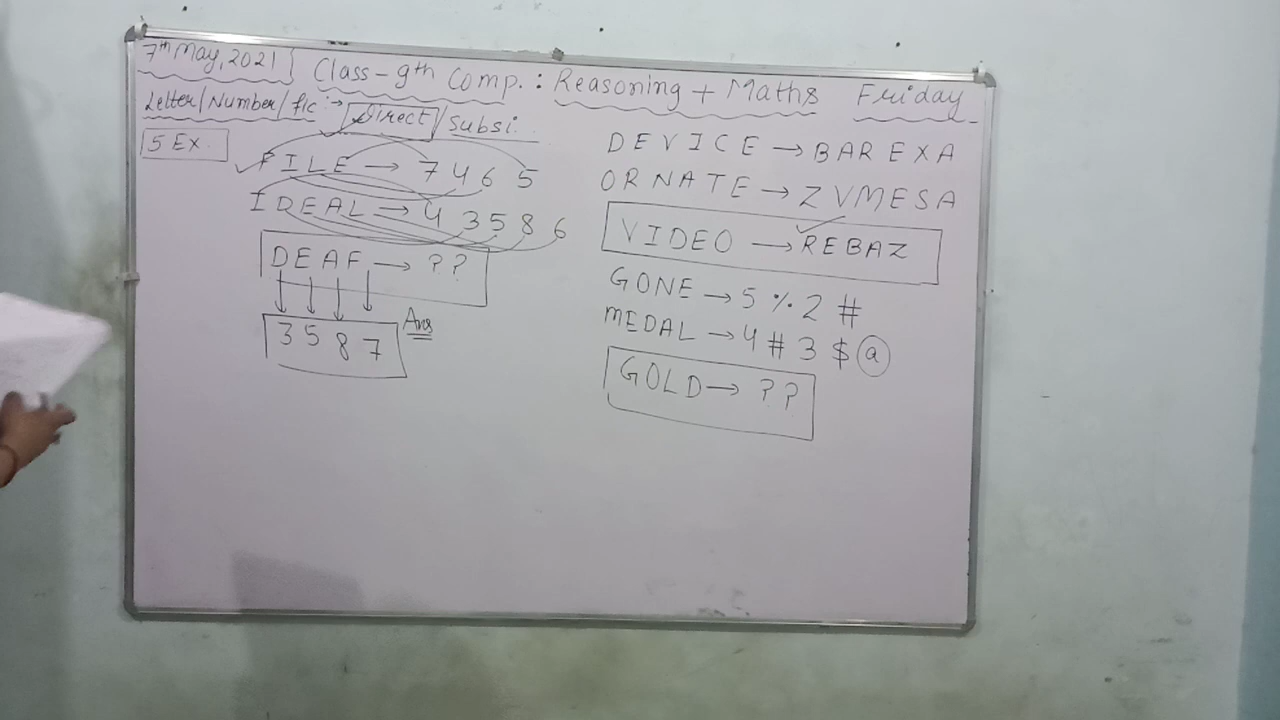 7th May, 2021 Class-9th Comp.: Reasoning + Maths Friday
Letter/Number/fic :→ Direct/Subsi.
5 Ex.
FILE → 7 4 6 5
IDEAL → 4 3 5 8 6
DEAF → ??
3 5 8 7 Ans
DEVICE → BAREXA
ORNATE → ZVMESA
VIDEO → REBAZ
GONE → 5 % 2 #
MEDAL → 4 # 3 $ @
GOLD → ??